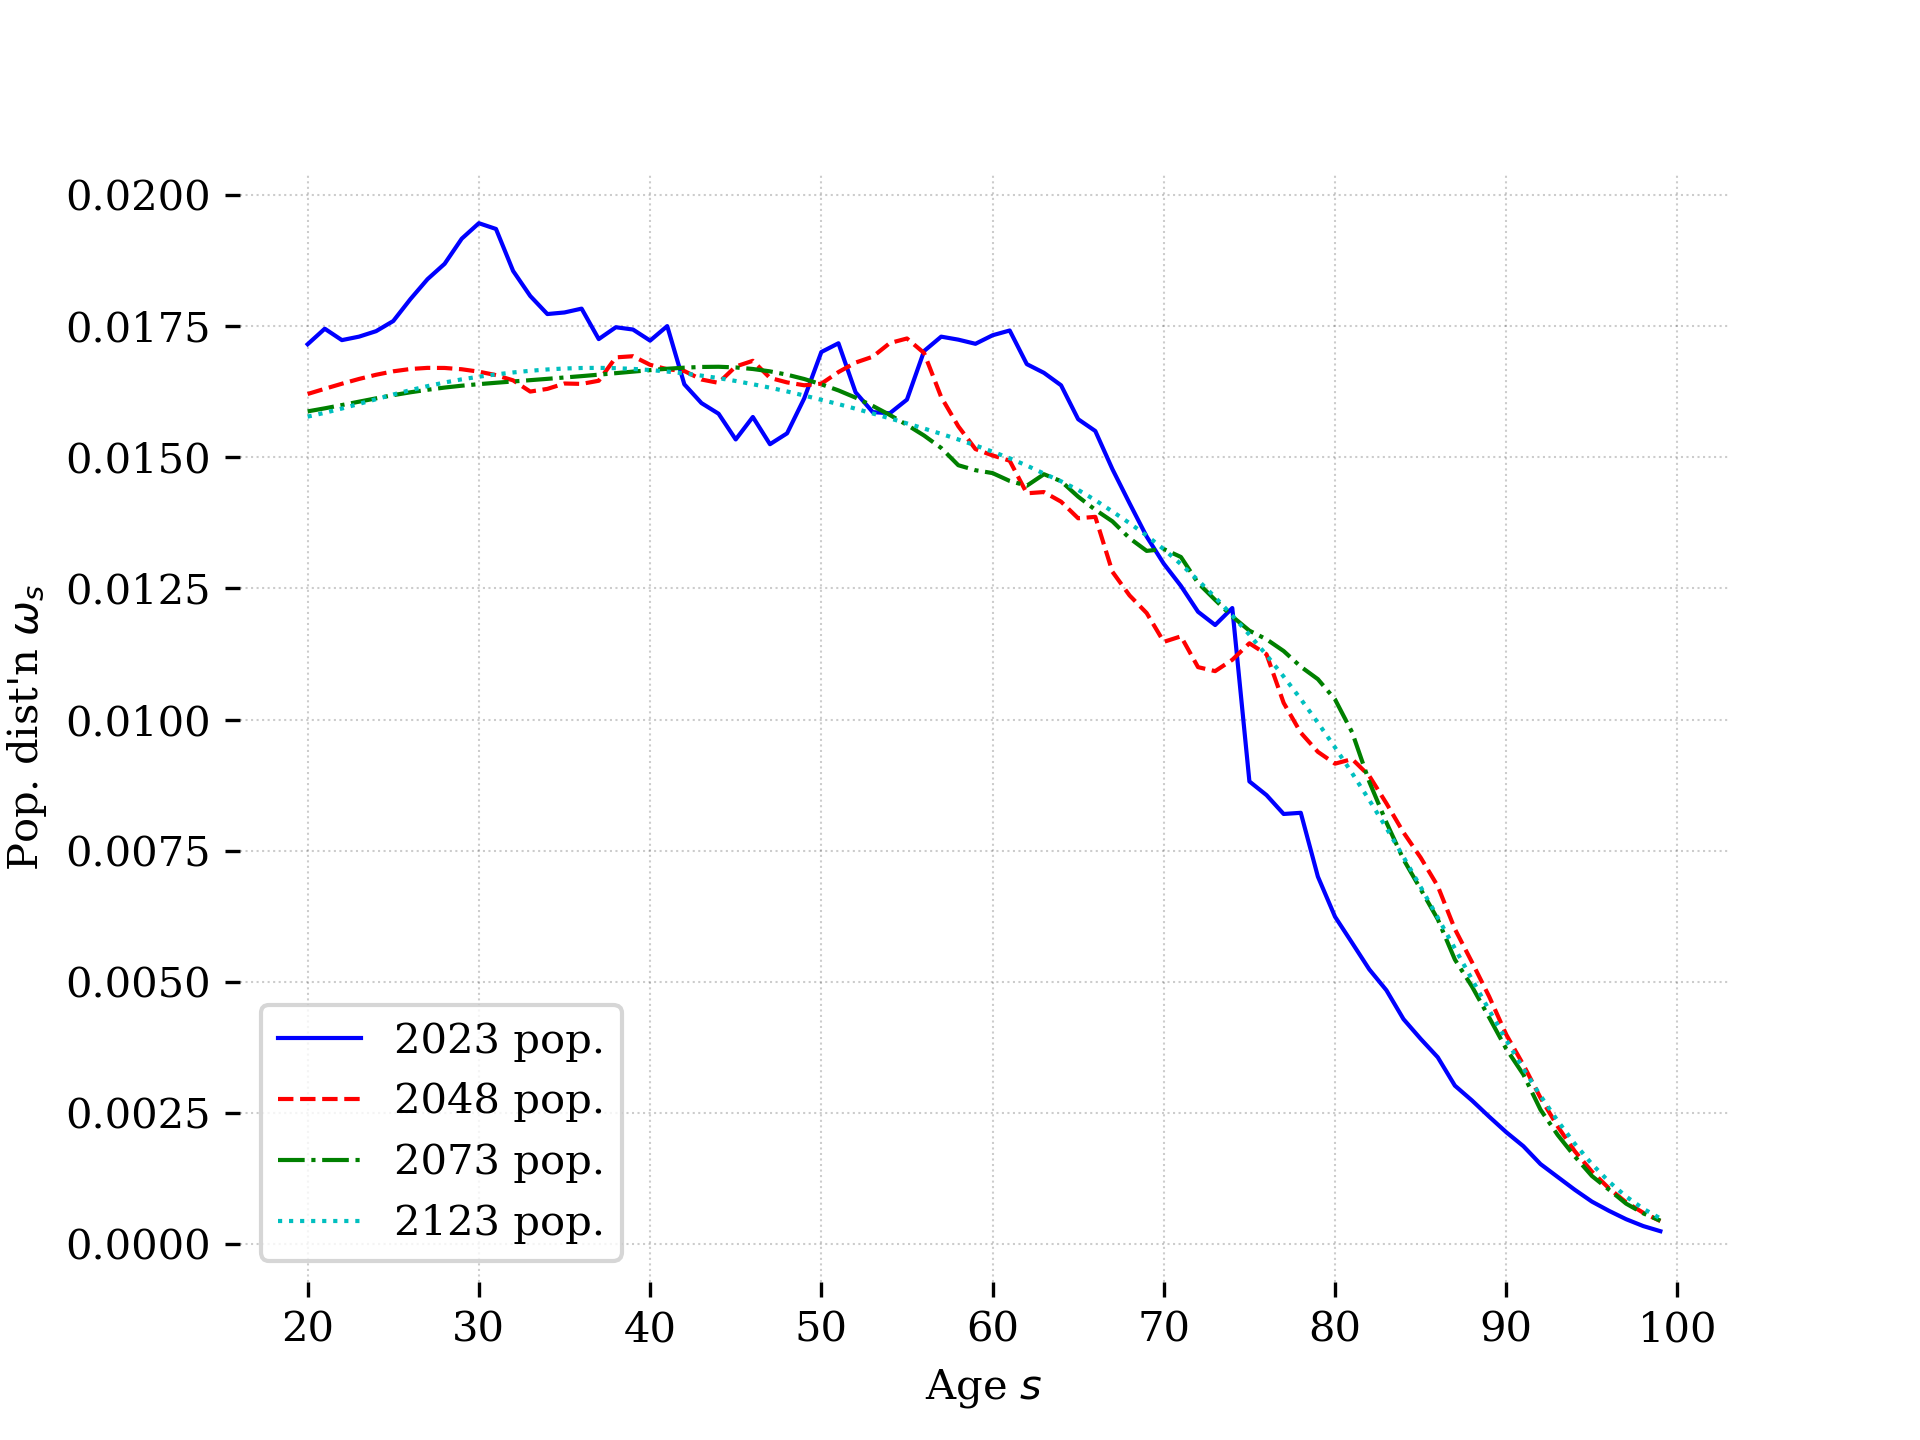 0.0200
0.0175
0.0150
0.0125
0.0100
0.0075
0.0050
0.0025
0.0000
Pop. dist'n ωs
2023 pop.
2048 pop.
2073 pop.
2123 pop.
20 30 40 50 60 70 80 90 100
Age s